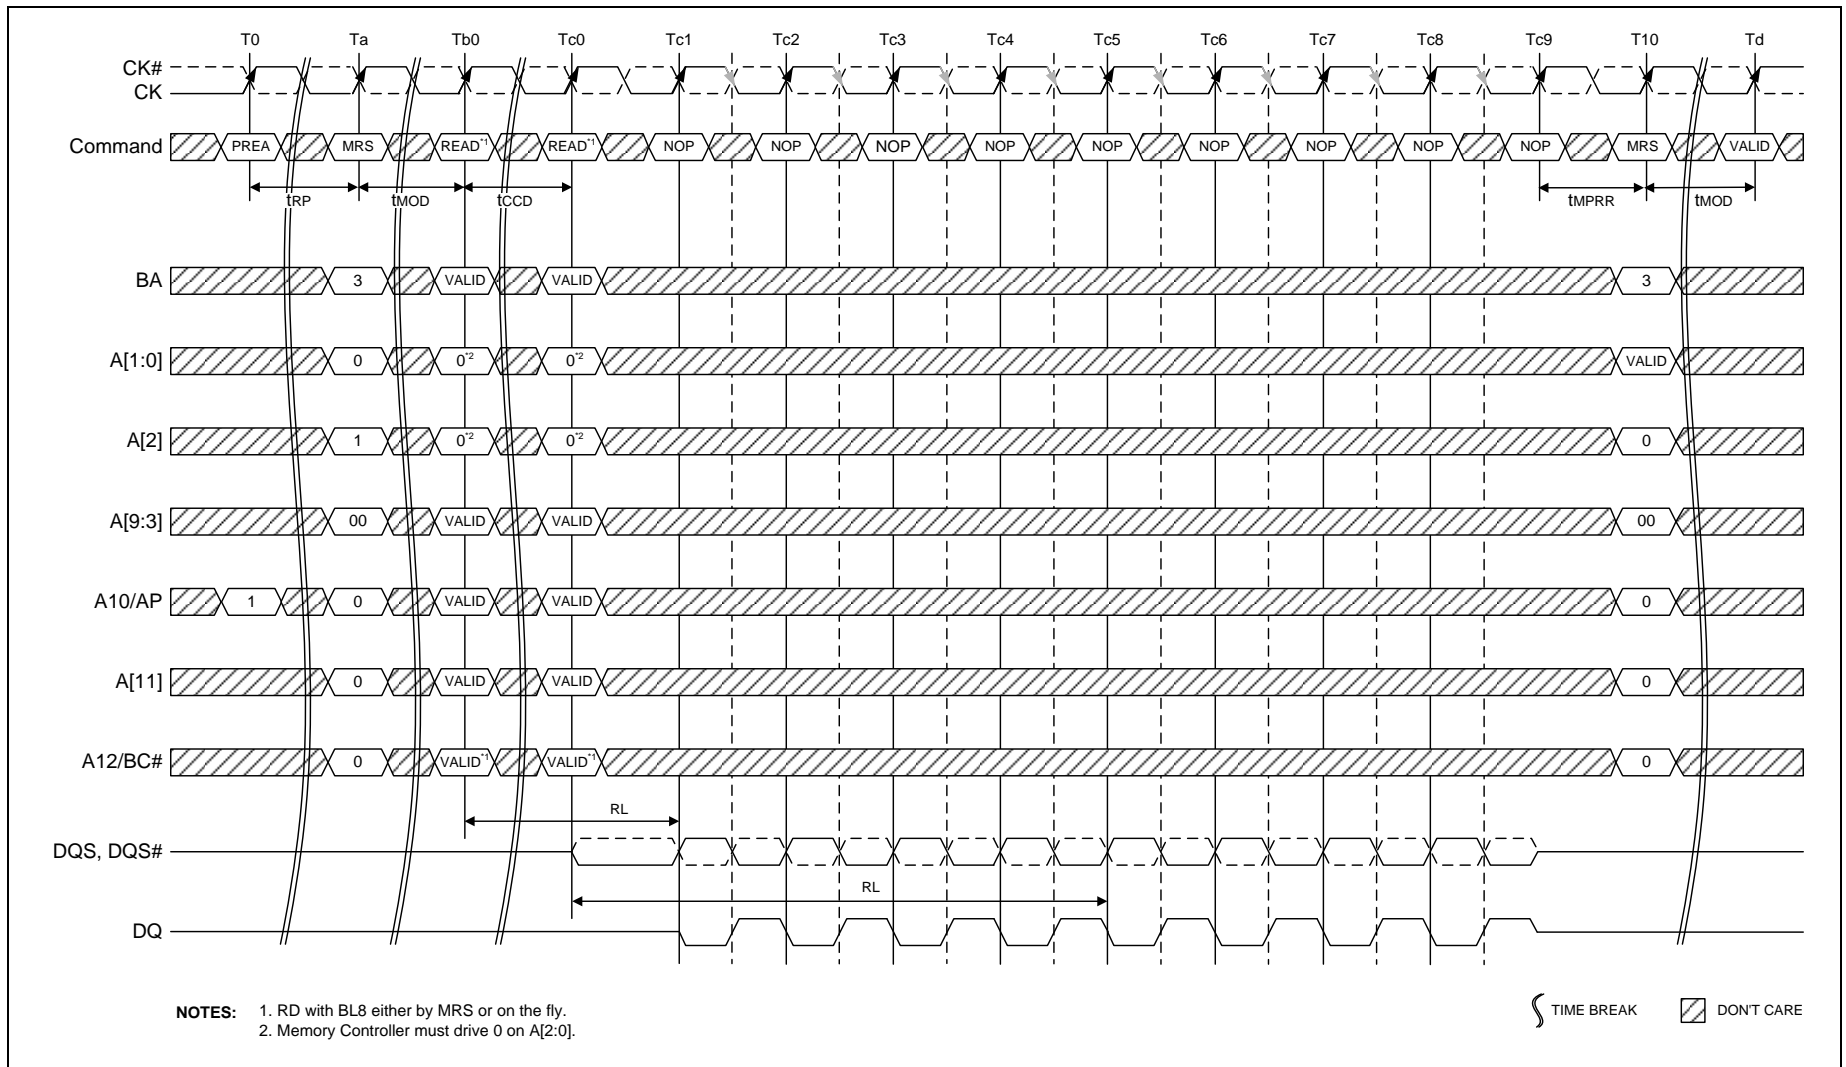 T0 Ta Tb0 Tc0 Tc1 Tc2 Tc3 Tc4 Tc5 Tc6 Tc7 Tc8 Tc9 T10 Td
CK#
CK
Command PREA MRS READ*1 READ*1 NOP NOP NOP NOP NOP NOP NOP NOP NOP MRS VALID
tRP tMOD tCCD tMPRR tMOD
BA 3 VALID VALID 3
A[1:0] 0 0*2 0*2 VALID
A[2] 1 0*2 0*2 0
A[9:3] 00 VALID VALID 00
A10/AP 1 0 VALID VALID 0
A[11] 0 VALID VALID 0
A12/BC# 0 VALID*1 VALID*1 0
RL
DQS, DQS#
RL
DQ
NOTES: 1. RD with BL8 either by MRS or on the fly.
2. Memory Controller must drive 0 on A[2:0].
TIME BREAK DON'T CARE